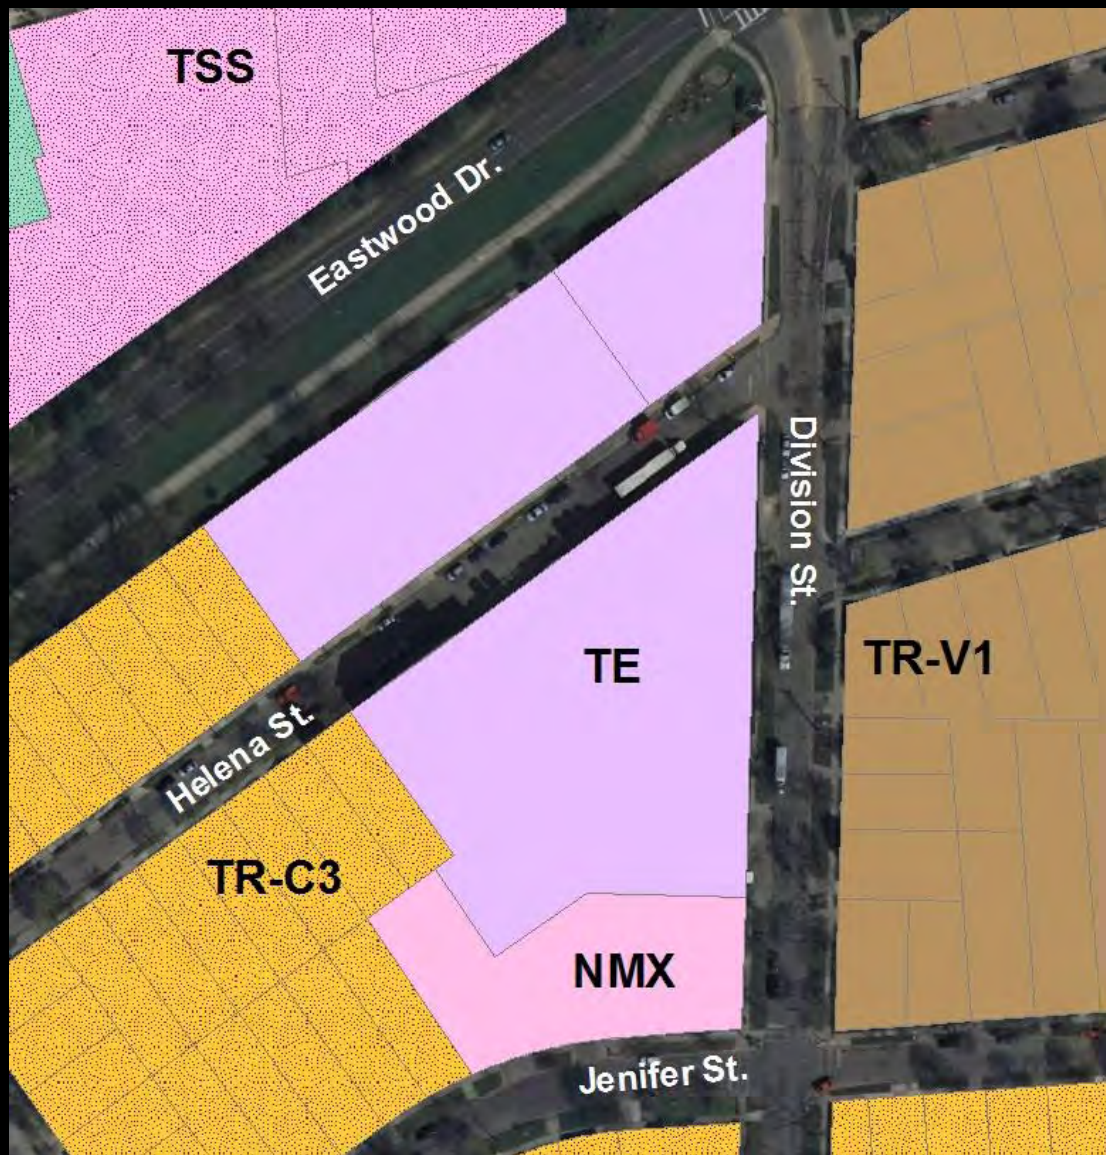 TSS
Eastwood Dr.
Division St.
TE
TR-V1
Helena St.
TR-C3
NMX
Jenifer St.